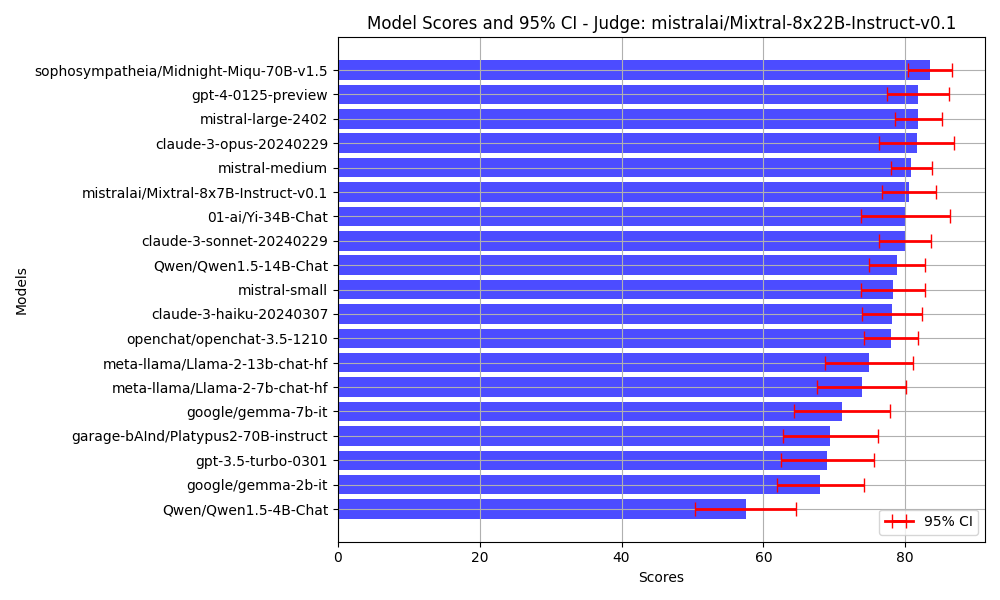 Model Scores and 95% CI - Judge: mistralai/Mixtral-8x22B-Instruct-v0.1
Models
sophosympatheia/Midnight-Miqu-70B-v1.5
gpt-4-0125-preview
mistral-large-2402
claude-3-opus-20240229
mistral-medium
mistralai/Mixtral-8x7B-Instruct-v0.1
01-ai/Yi-34B-Chat
claude-3-sonnet-20240229
Qwen/Qwen1.5-14B-Chat
mistral-small
claude-3-haiku-20240307
openchat/openchat-3.5-1210
meta-llama/Llama-2-13b-chat-hf
meta-llama/Llama-2-7b-chat-hf
google/gemma-7b-it
garage-bAInd/Platypus2-70B-instruct
gpt-3.5-turbo-0301
google/gemma-2b-it
Qwen/Qwen1.5-4B-Chat
95% CI
0 20 40 60 80
Scores